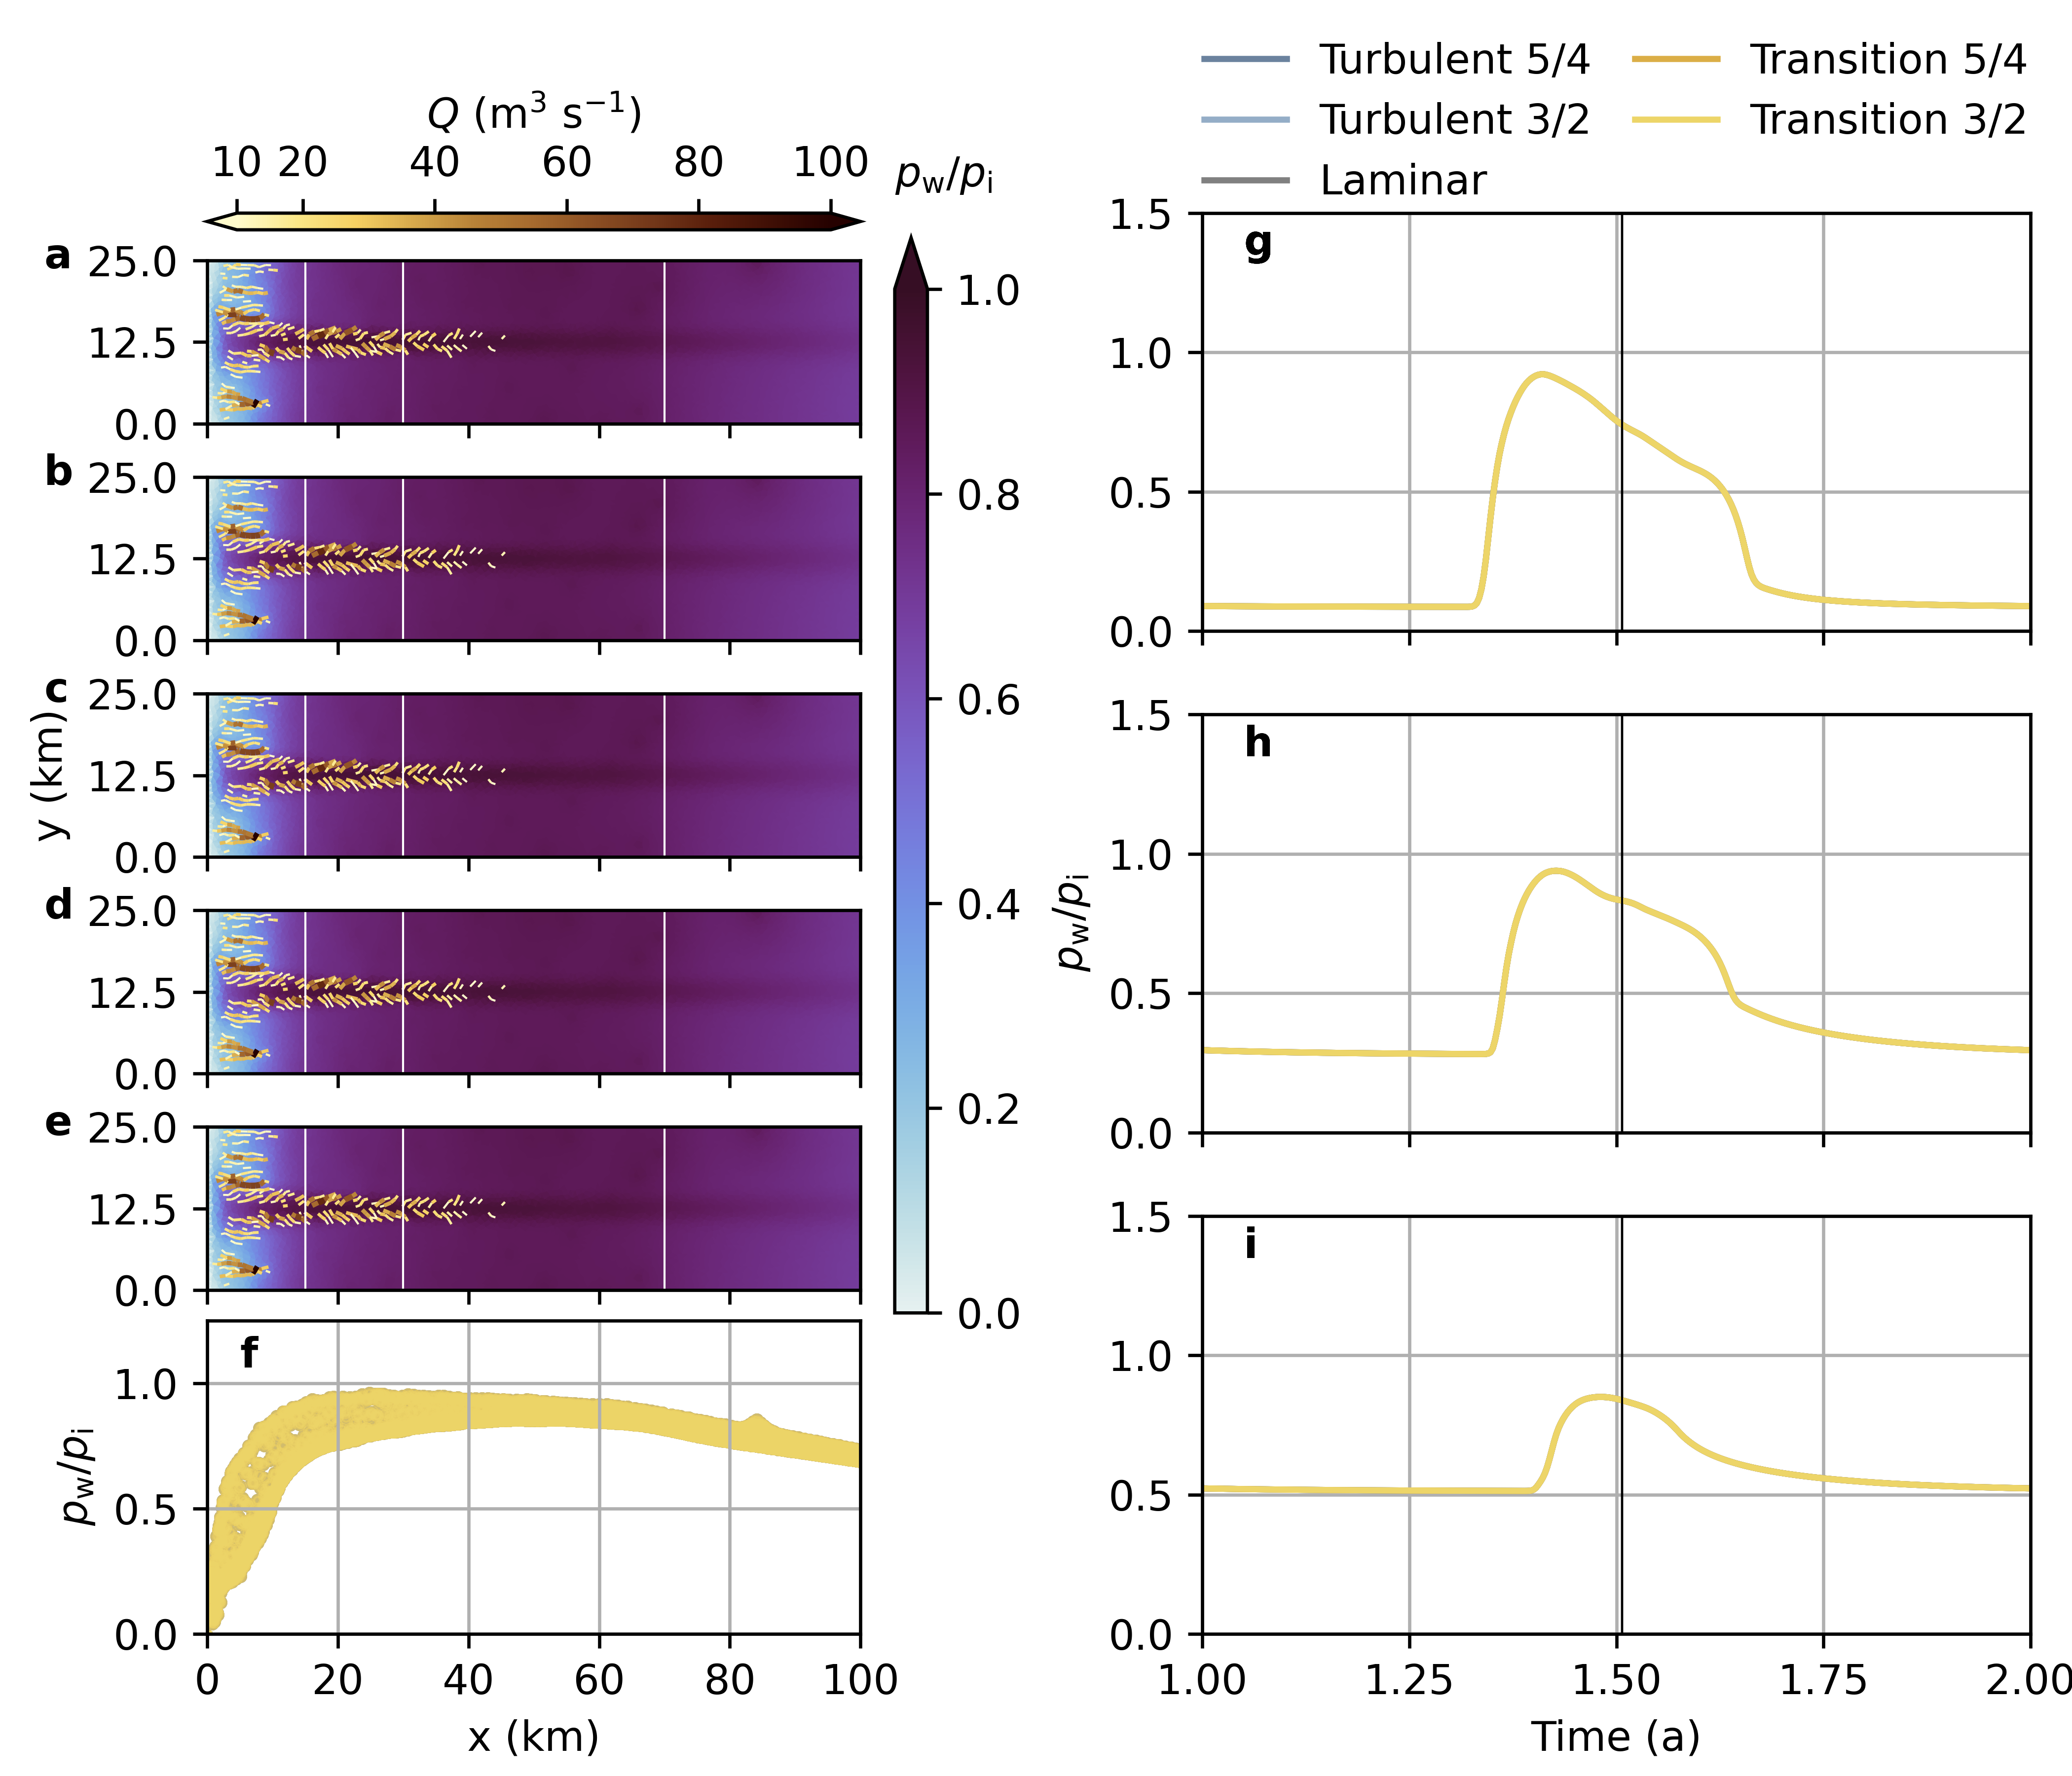 Q (m³ s⁻¹)
10 20 40 60 80 100
p_w/p_i
1.0
0.8
0.6
0.4
0.2
0.0
y (km)
a
25.0
12.5
0.0
b
25.0
12.5
0.0
c
25.0
12.5
0.0
d
25.0
12.5
0.0
e
25.0
12.5
0.0
f
p_w/p_i
1.0
0.5
0.0
0 20 40 60 80 100
x (km)
Turbulent 5/4 Transition 5/4
Turbulent 3/2 Transition 3/2
Laminar
g
1.5
1.0
0.5
0.0
h
p_w/p_i
1.5
1.0
0.5
0.0
i
1.5
1.0
0.5
0.0
1.00 1.25 1.50 1.75 2.00
Time (a)